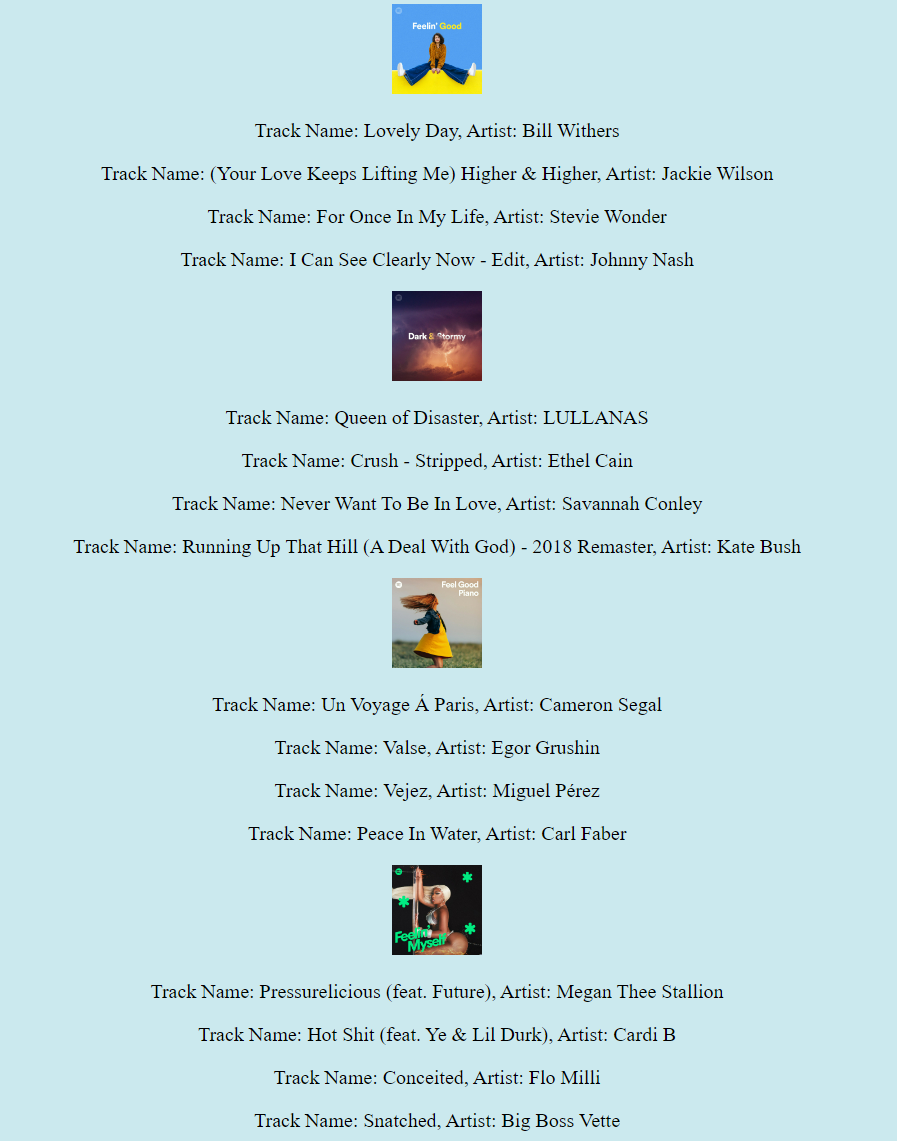 Feelin' Good
Track Name: Lovely Day, Artist: Bill Withers
Track Name: (Your Love Keeps Lifting Me) Higher & Higher, Artist: Jackie Wilson
Track Name: For Once In My Life, Artist: Stevie Wonder
Track Name: I Can See Clearly Now - Edit, Artist: Johnny Nash
Dark & Stormy
Track Name: Queen of Disaster, Artist: LULLANAS
Track Name: Crush - Stripped, Artist: Ethel Cain
Track Name: Never Want To Be In Love, Artist: Savannah Conley
Track Name: Running Up That Hill (A Deal With God) - 2018 Remaster, Artist: Kate Bush
Feel Good
Piano
Track Name: Un Voyage Á Paris, Artist: Cameron Segal
Track Name: Valse, Artist: Egor Grushin
Track Name: Vejez, Artist: Miguel Pérez
Track Name: Peace In Water, Artist: Carl Faber
Feelin'
Myself
Track Name: Pressurelicious (feat. Future), Artist: Megan Thee Stallion
Track Name: Hot Shit (feat. Ye & Lil Durk), Artist: Cardi B
Track Name: Conceited, Artist: Flo Milli
Track Name: Snatched, Artist: Big Boss Vette